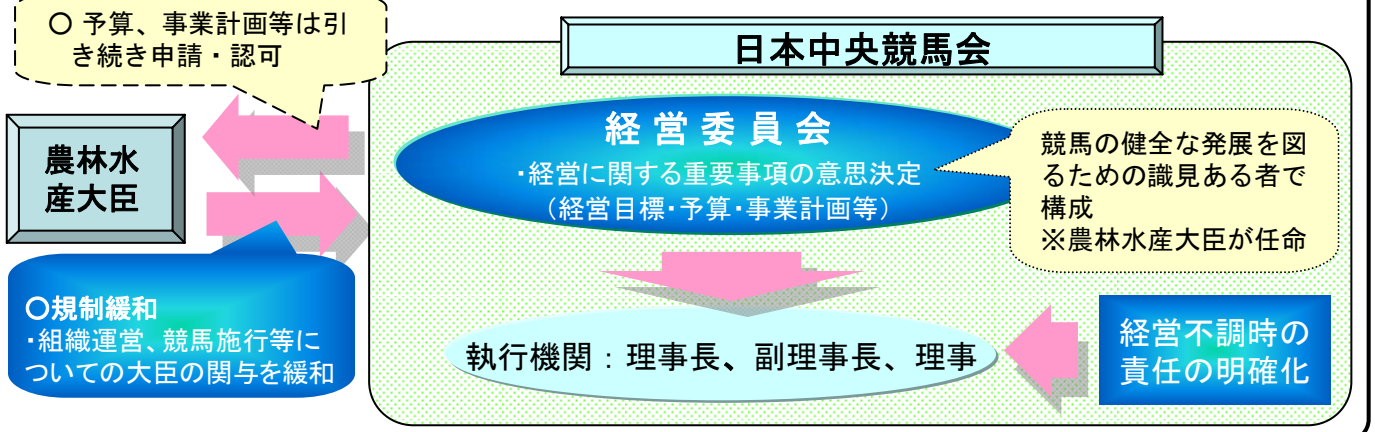 〇 予算、事業計画等は引
き続き申請・認可
日本中央競馬会
農林水
産大臣
経 営 委 員 会
・経営に関する重要事項の意思決定
（経営目標・予算・事業計画等）
競馬の健全な発展を図
るための識見ある者で
構成
※農林水産大臣が任命
〇規制緩和
・組織運営、競馬施行等に
ついての大臣の関与を緩和
執行機関：理事長、副理事長、理事
経営不調時の
責任の明確化